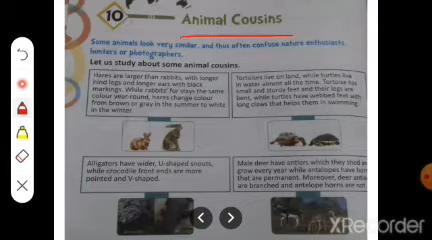 10
Animal Cousins
Some animals look very similar, and thus often confuse nature enthusiasts,
hunters or photographers.
Let us study about some animal cousins.
Hares are larger than rabbits, with longer
hind legs and longer ears with black
markings. While rabbits' fur stays the same
colour year round, hares change colour
from brown or gray in the summer to white
in the winter.
Tortoises live on land, while turtles live
in water almost all the time. Tortoise has
small and sturdy feet and their legs are
bent, while turtles have webbed feet with
long claws that helps them in swimming.
Alligators have wider, U-shaped snouts,
while crocodile front ends are more
pointed and V-shaped.
Male deer have antlers which they shed
grow every year while antelopes have
that are permanent. Moreover, deer
are branched and antelope horns are not
XRecorder